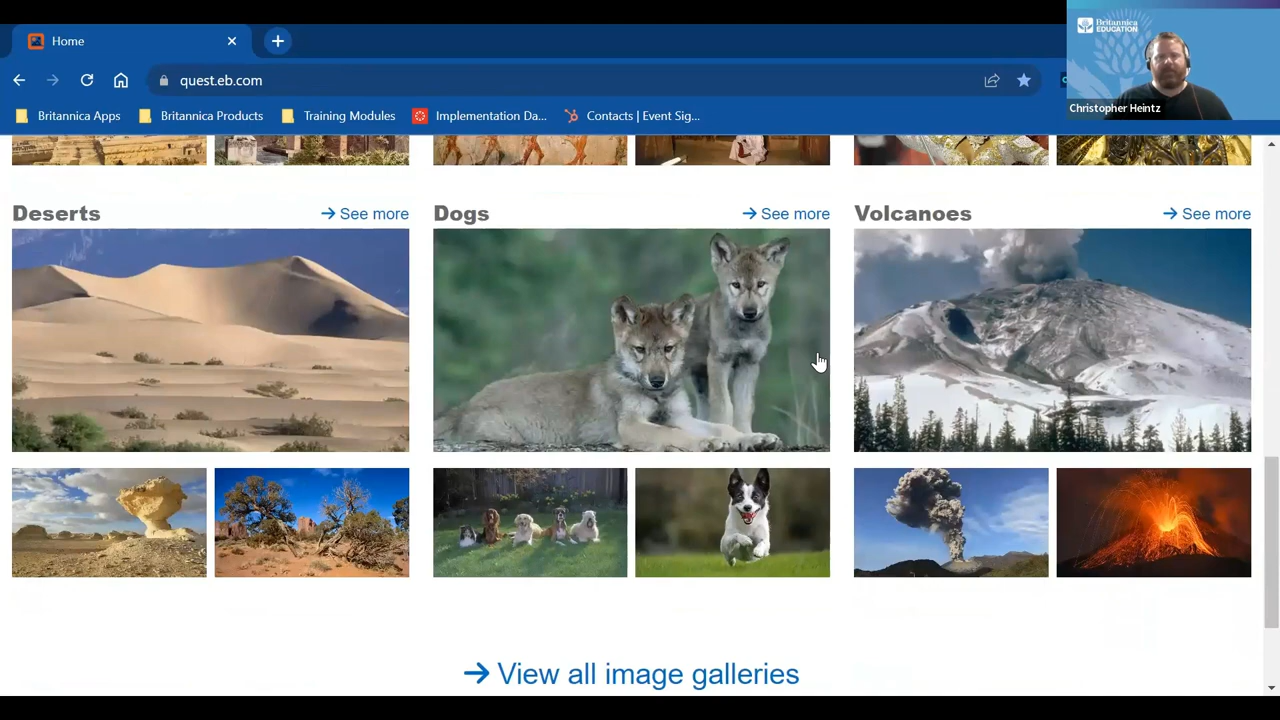 Home
quest.eb.com
Britannica Apps
Britannica Products
Training Modules
Implementation Da...
Contacts | Event Sig...
Britannica
EDUCATION
Christopher Heintz
Deserts
See more
Dogs
See more
Volcanoes
See more
View all image galleries